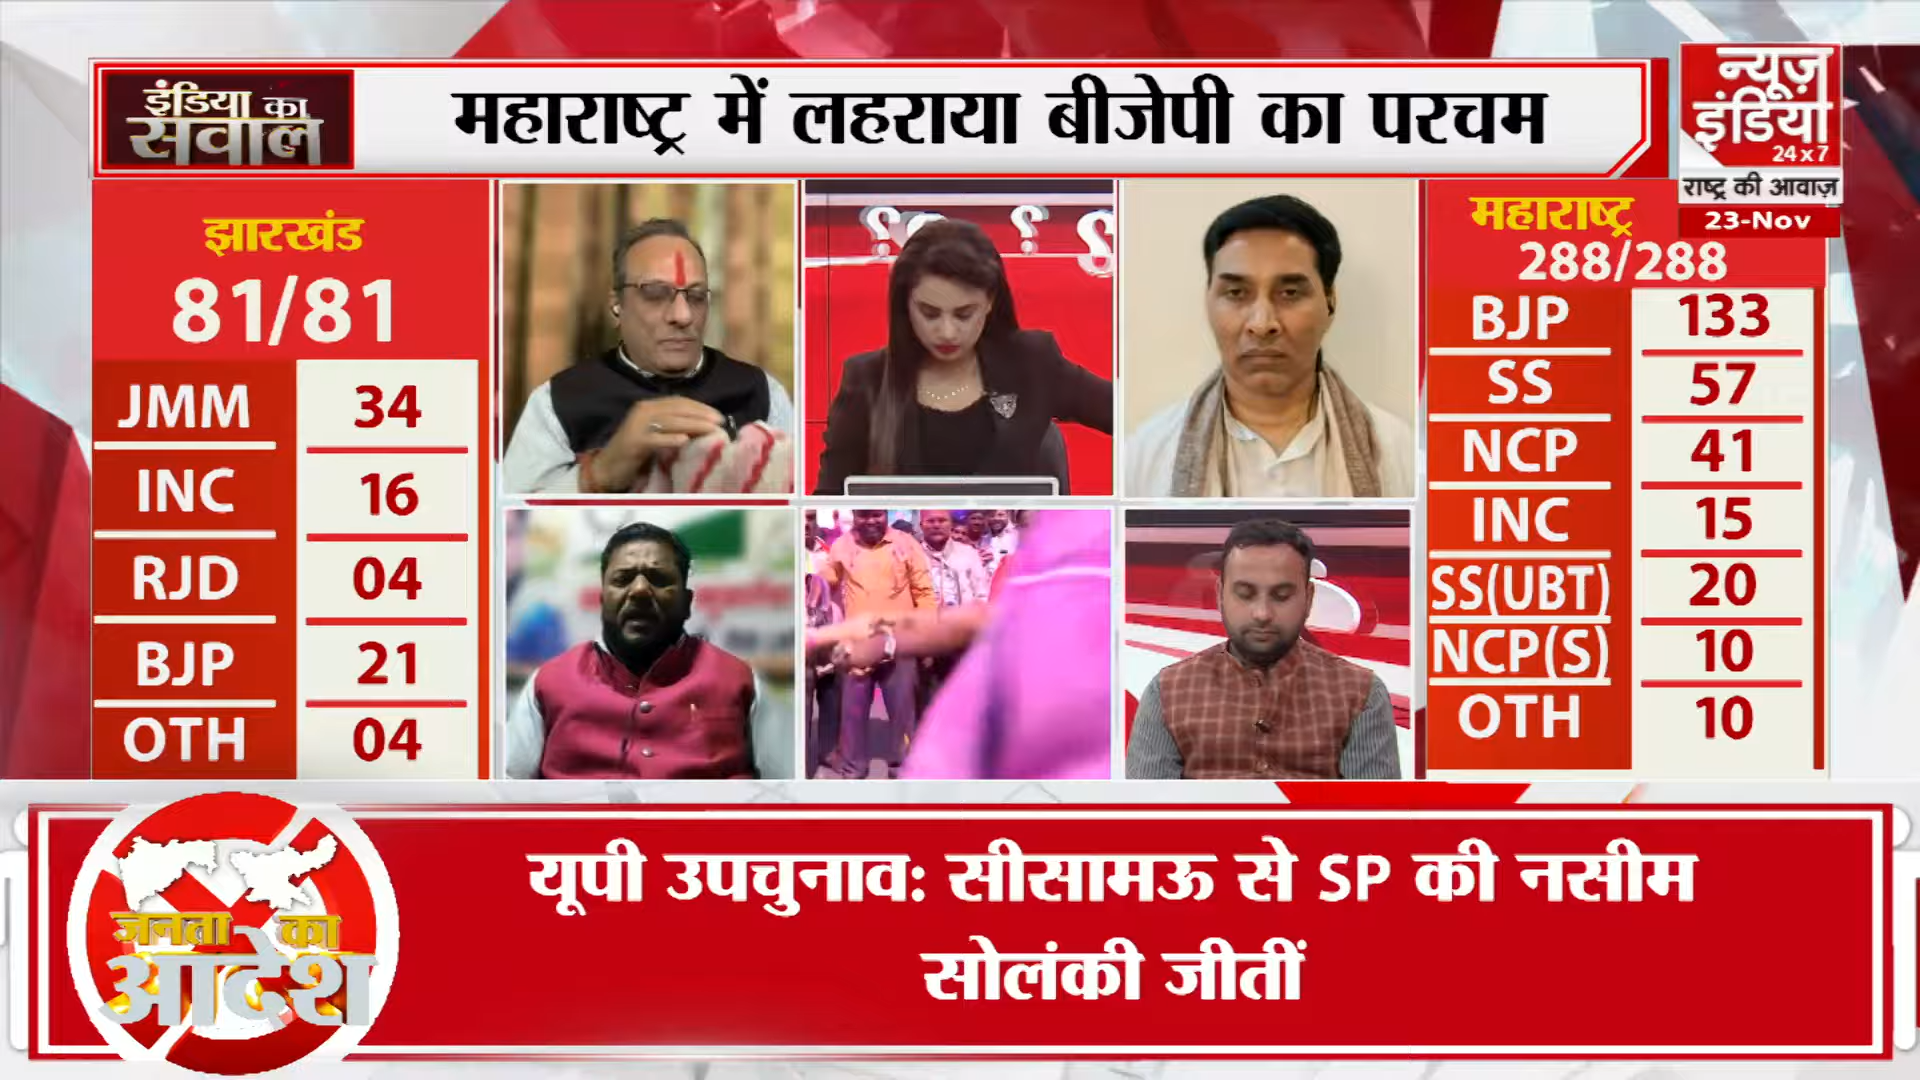 इंडिया का
सवाल
महाराष्ट्र में लहराया बीजेपी का परचम
न्यूज़
इंडिया
24x7
राष्ट्र की आवाज़
23-Nov
झारखंड
81/81
JMM 34
INC 16
RJD 04
BJP 21
OTH 04
महाराष्ट्र
288/288
BJP 133
SS 57
NCP 41
INC 15
SS(UBT) 20
NCP(S) 10
OTH 10
जनता का
आदेश
यूपी उपचुनाव: सीसामऊ से SP की नसीम
सोलंकी जीतीं